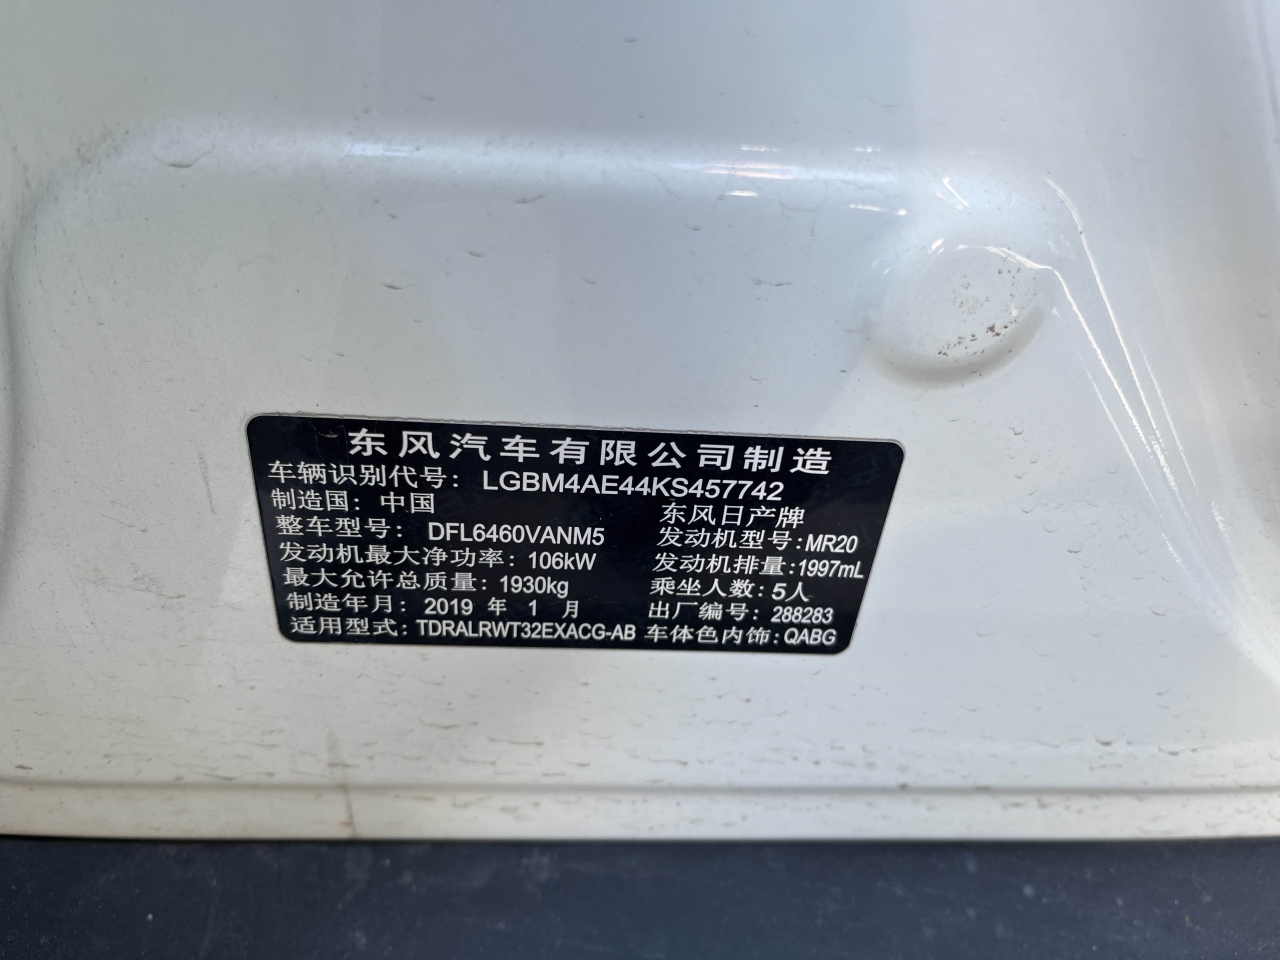 东风汽车有限公司制造
车辆识别代号: LGBM4AE44KS457742
制造国: 中国 东风日产牌
整车型号: DFL6460VANM5 发动机型号: MR20
发动机最大净功率: 106kW 发动机排量: 1997mL
最大允许总质量: 1930kg 乘坐人数: 5人
制造年月: 2019 年 1 月 出厂编号: 288283
适用型式: TDRALRWT32EXACG-AB 车体色内饰: QABG